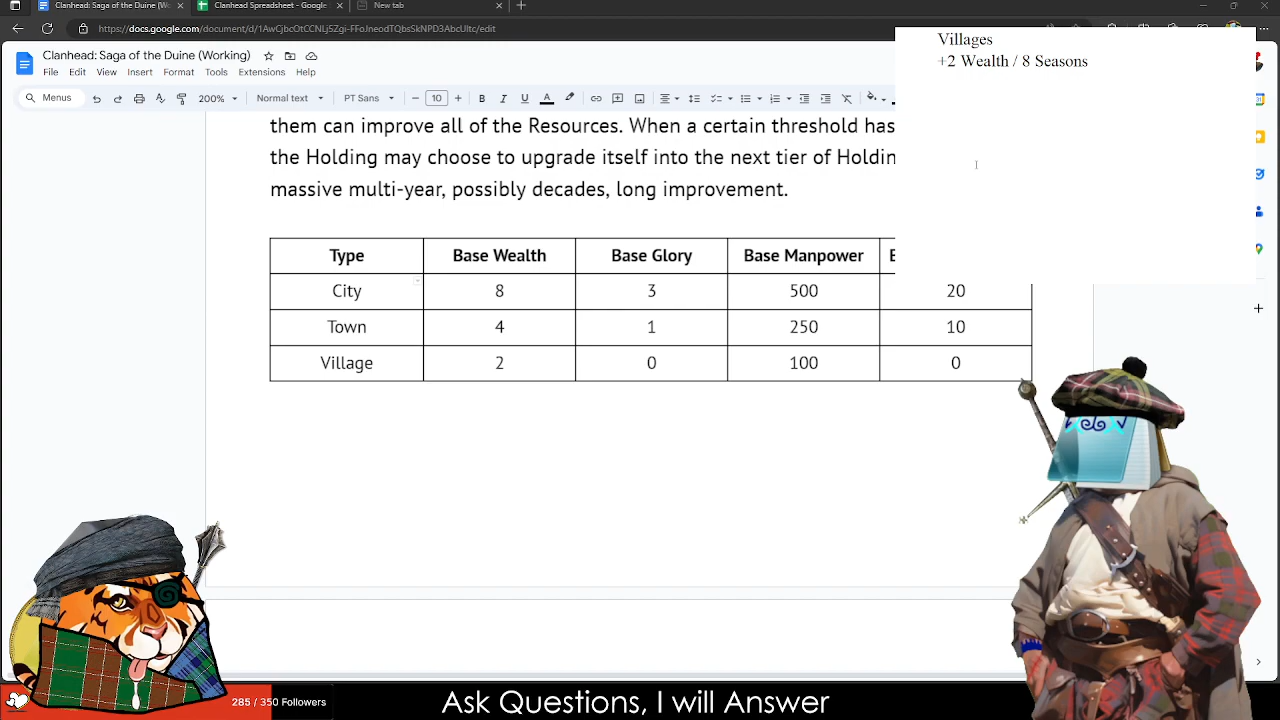 Clanhead: Saga of the Duine (Wo
Clanhead Spreadsheet - Google
New tab
https://docs.google.com/document/d/1AwCjbcOtCCNLj5Zgi-FFoJneodTQbsSkNPD3AbcUltc/edit
Clanhead: Saga of the Duine (Working)
File Edit View Insert Format Tools Extensions Help
Menus 200% Normal text PT Sans 10 B I U A
Villages
+2 Wealth / 8 Seasons
them can improve all of the Resources. When a certain threshold has
the Holding may choose to upgrade itself into the next tier of Holdin
massive multi-year, possibly decades, long improvement.
Type Base Wealth Base Glory Base Manpower
City 8 3 500 20
Town 4 1 250 10
Village 2 0 100 0
285 / 350 Followers
Ask Questions, I will Answer